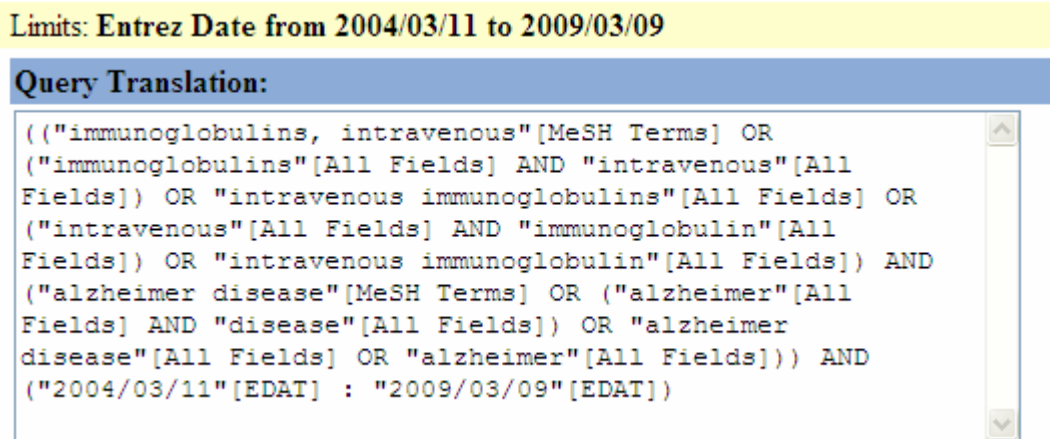 Limits: Entrez Date from 2004/03/11 to 2009/03/09
Query Translation:
(("immunoglobulins, intravenous"[MeSH Terms] OR
("immunoglobulins"[All Fields] AND "intravenous"[All
Fields]) OR "intravenous immunoglobulins"[All Fields] OR
("intravenous"[All Fields] AND "immunoglobulin"[All
Fields]) OR "intravenous immunoglobulin"[All Fields]) AND
("alzheimer disease"[MeSH Terms] OR ("alzheimer"[All
Fields] AND "disease"[All Fields]) OR "alzheimer
disease"[All Fields] OR "alzheimer"[All Fields])) AND
("2004/03/11"[EDAT] : "2009/03/09"[EDAT])